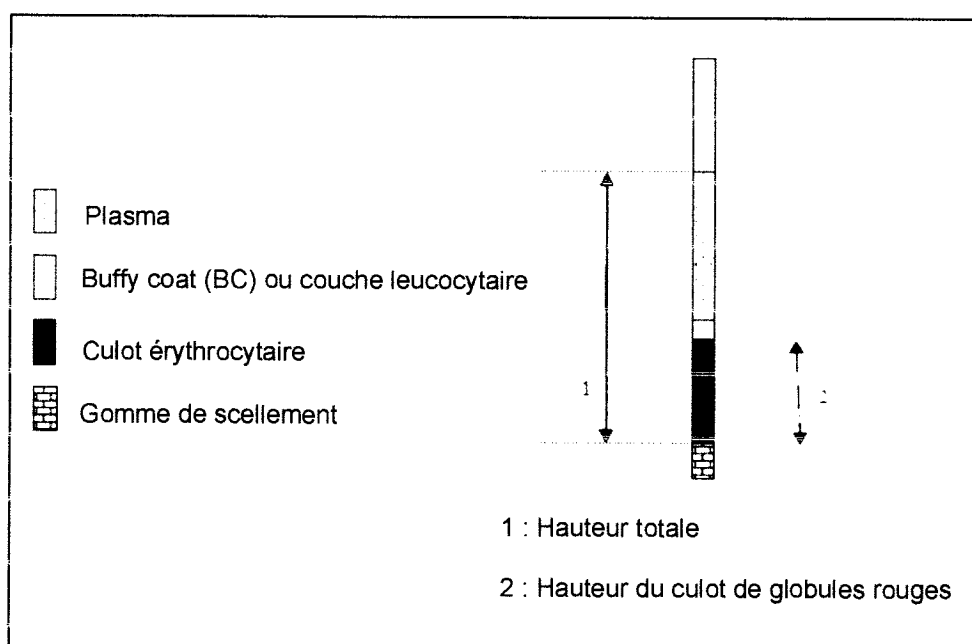 Plasma
Buffy coat (BC) ou couche leucocytaire
Culot érythrocytaire
Gomme de scellement
1
2
1 : Hauteur totale
2 : Hauteur du culot de globules rouges